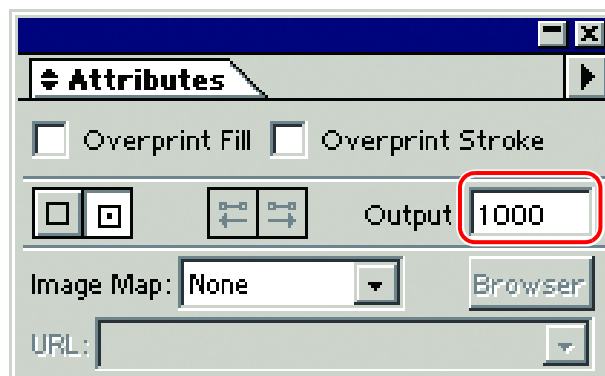 Attributes
Overprint Fill Overprint Stroke
Output 1000
Image Map: None Browser
URL: